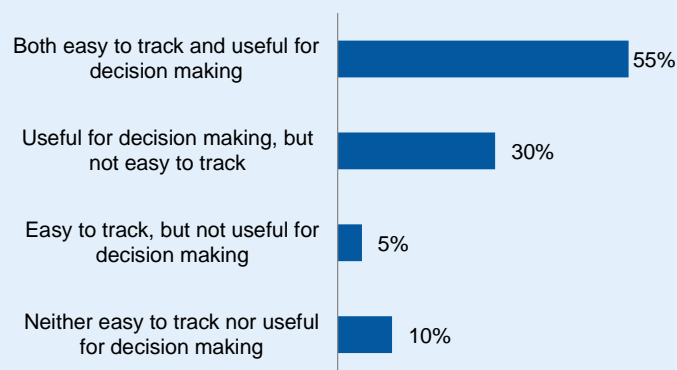 Both easy to track and useful for
decision making
55%
Useful for decision making, but
not easy to track
30%
Easy to track, but not useful for
decision making
5%
Neither easy to track nor useful
for decision making
10%